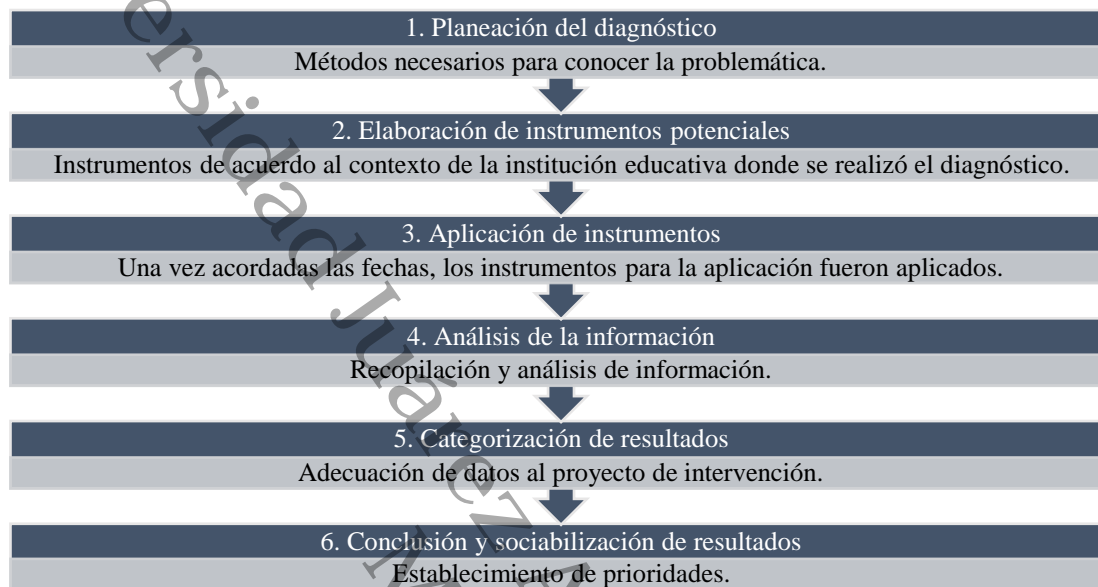 1. Planeación del diagnóstico
Métodos necesarios para conocer la problemática.
2. Elaboración de instrumentos potenciales
Instrumentos de acuerdo al contexto de la institución educativa donde se realizó el diagnóstico.
3. Aplicación de instrumentos
Una vez acordadas las fechas, los instrumentos para la aplicación fueron aplicados.
4. Análisis de la información
Recopilación y análisis de información.
5. Categorización de resultados
Adecuación de datos al proyecto de intervención.
6. Conclusión y sociabilización de resultados
Establecimiento de prioridades.
Juárez